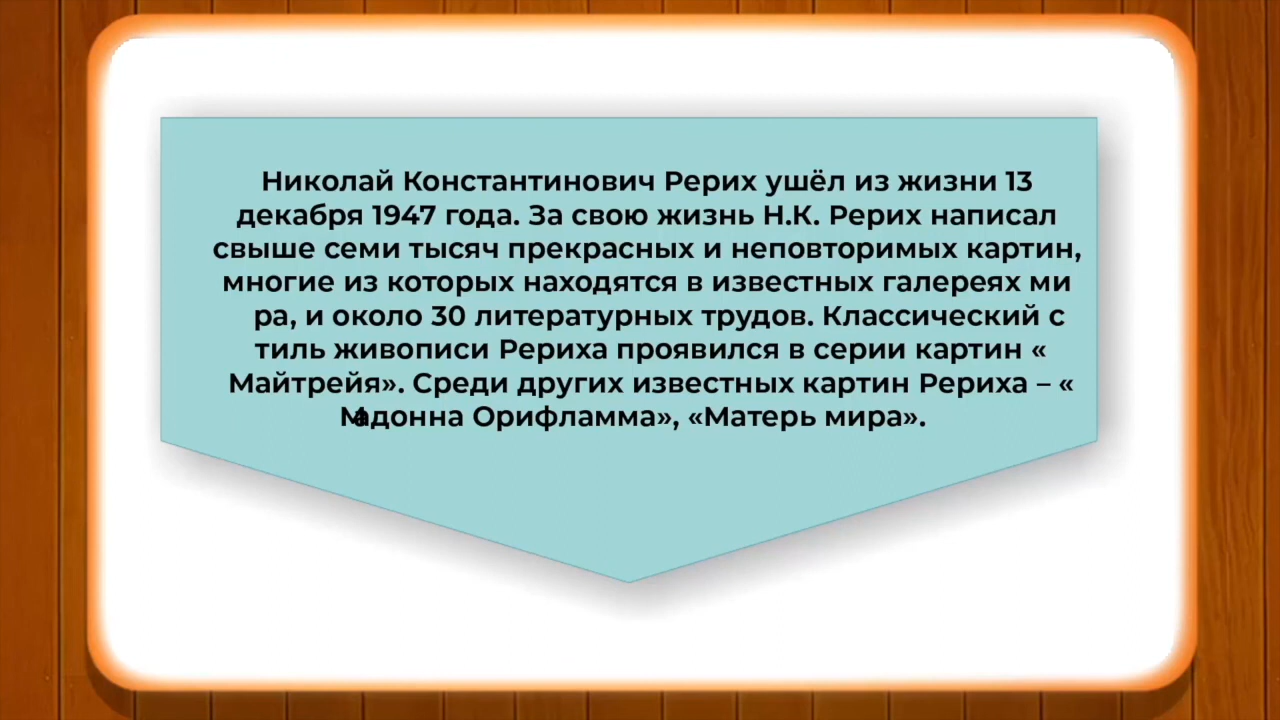 Николай Константинович Рерих ушёл из жизни 13
декабря 1947 года. За свою жизнь Н.К. Рерих написал
свыше семи тысяч прекрасных и неповторимых картин,
многие из которых находятся в известных галереях ми
ра, и около 30 литературных трудов. Классический с
тиль живописи Рериха проявился в серии картин «
Майтрейя». Среди других известных картин Рериха – «
Мадонна Орифламма», «Матерь мира».